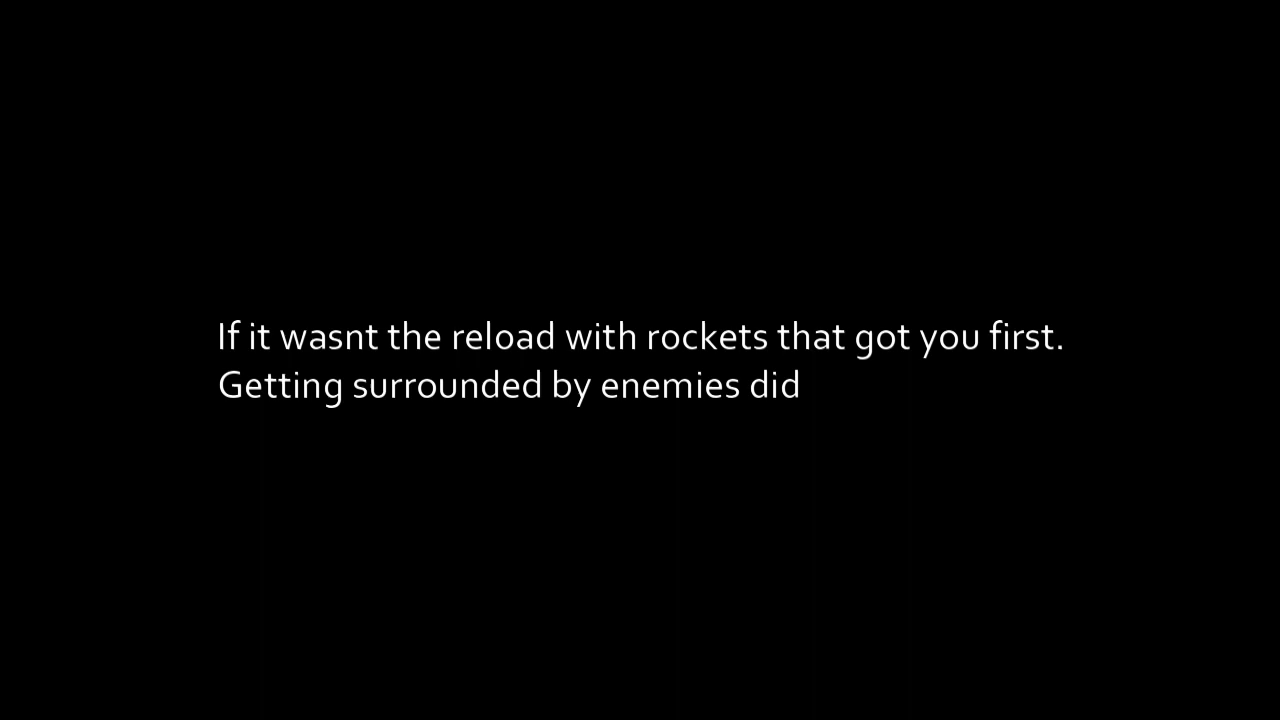 If it wasnt the reload with rockets that got you first.
Getting surrounded by enemies did